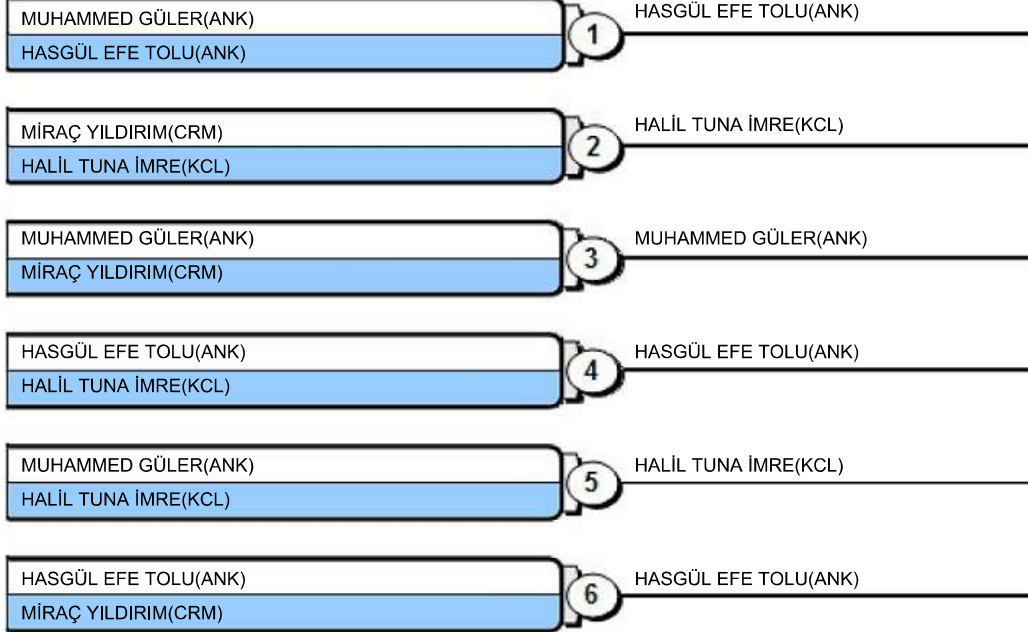 MUHAMMED GÜLER(ANK)
HASGÜL EFE TOLU(ANK)
1
HASGÜL EFE TOLU(ANK)
MİRAÇ YILDIRIM(CRM)
HALİL TUNA İMRE(KCL)
2
HALİL TUNA İMRE(KCL)
MUHAMMED GÜLER(ANK)
MİRAÇ YILDIRIM(CRM)
3
MUHAMMED GÜLER(ANK)
HASGÜL EFE TOLU(ANK)
HALİL TUNA İMRE(KCL)
4
HASGÜL EFE TOLU(ANK)
MUHAMMED GÜLER(ANK)
HALİL TUNA İMRE(KCL)
5
HALİL TUNA İMRE(KCL)
HASGÜL EFE TOLU(ANK)
MİRAÇ YILDIRIM(CRM)
6
HASGÜL EFE TOLU(ANK)